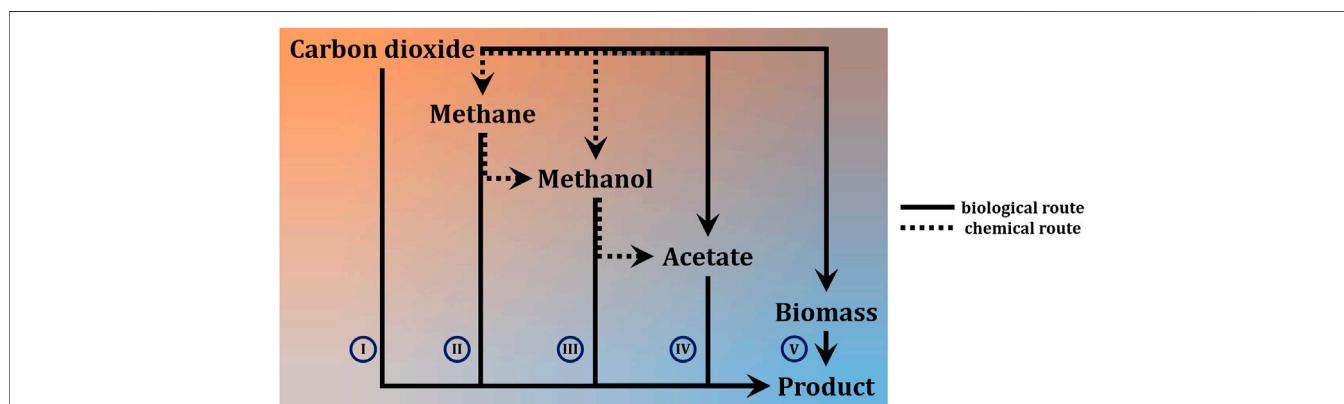 Carbon dioxide
Methane
Methanol
biological route
chemical route
Acetate
Biomass
I
II
III
IV
V
Product